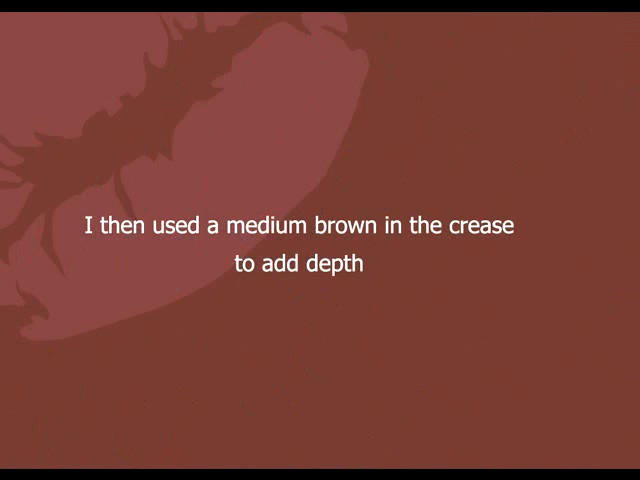 I then used a medium brown in the crease
to add depth